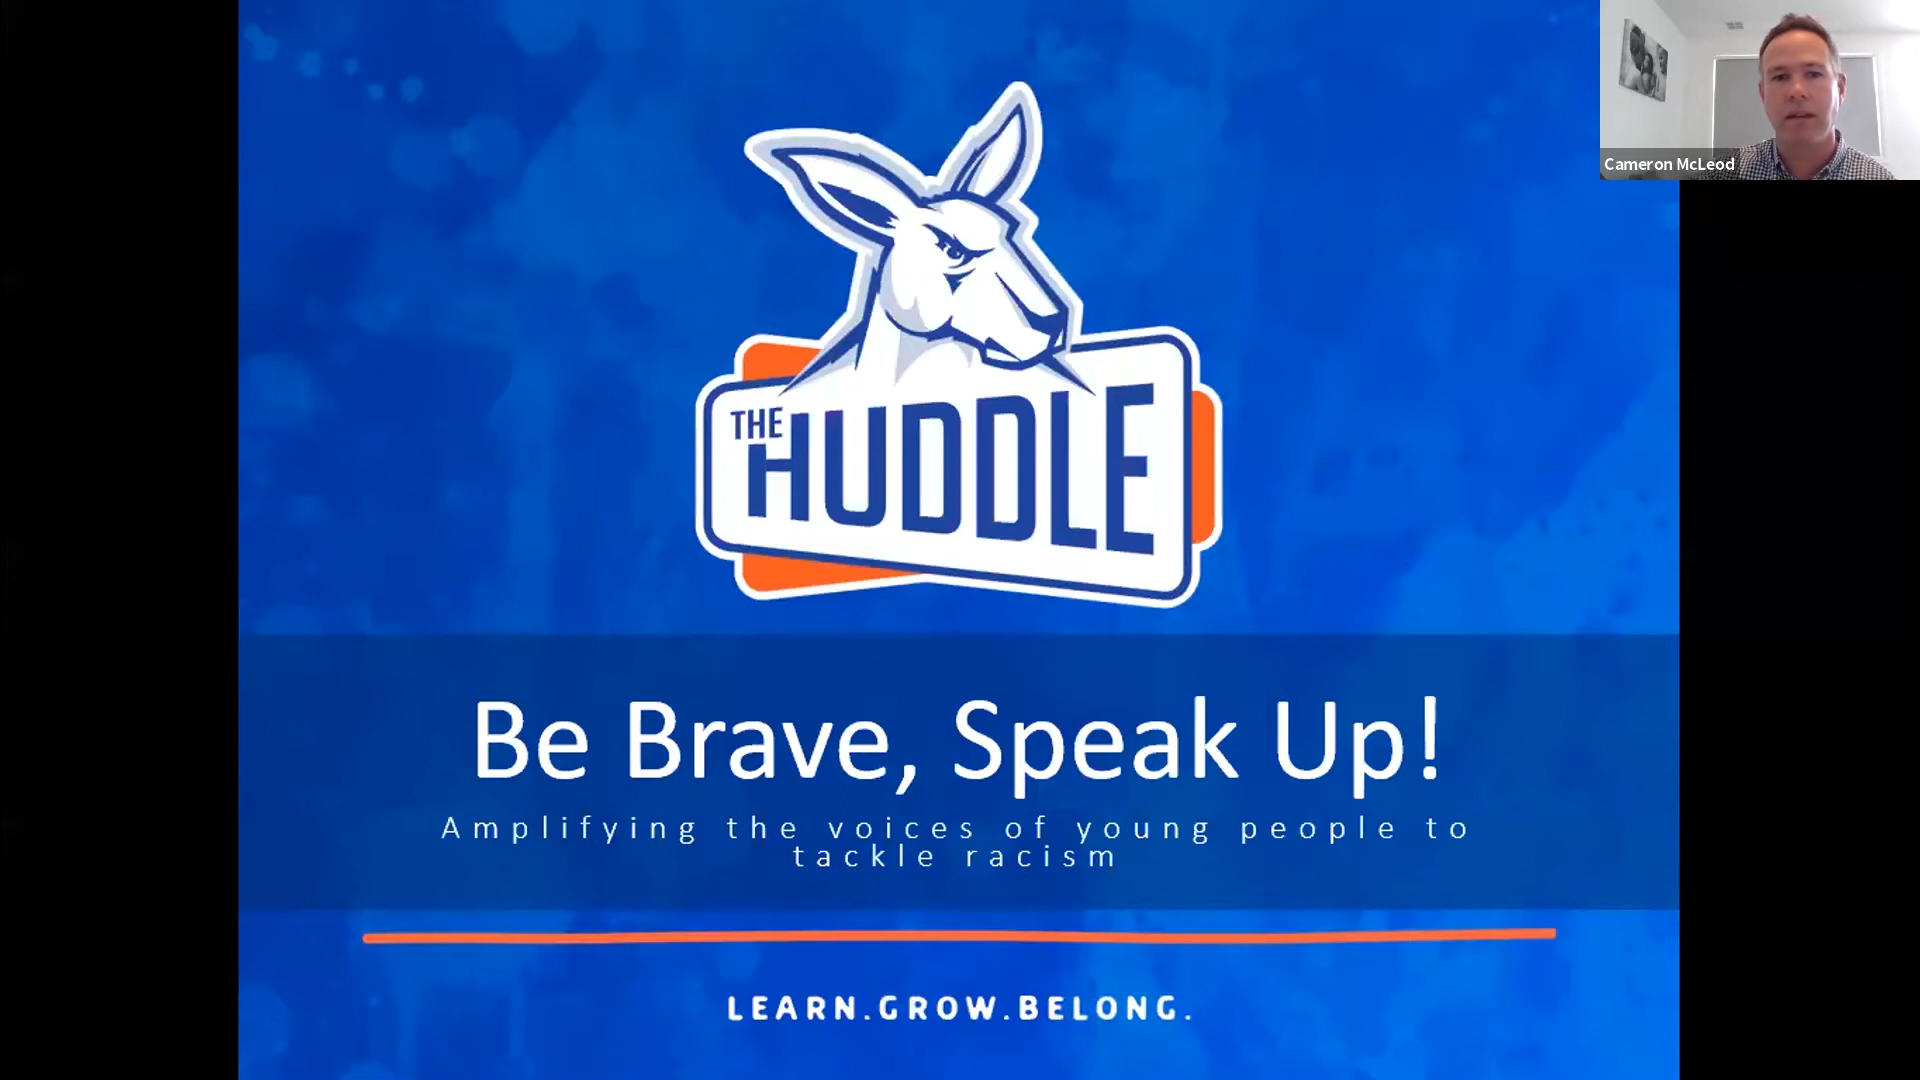 Cameron McLeod
THE
HUDDLE
Be Brave, Speak Up!
Amplifying the voices of young people to
tackle racism
LEARN.GROW.BELONG.